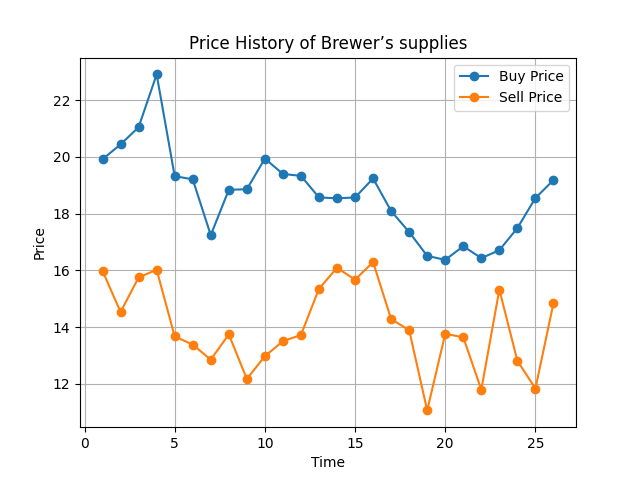 Price History of Brewer’s supplies
Buy Price
Sell Price
Price
22
20
18
16
14
12
0 5 10 15 20 25
Time